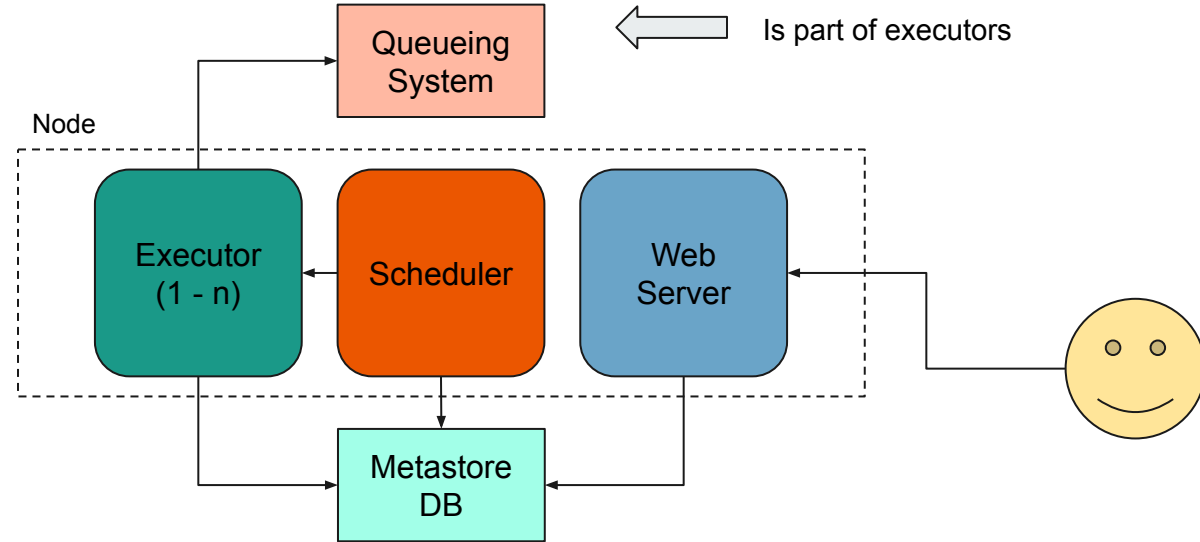 Queueing
System
Is part of executors
Node
Executor
(1 - n)
Scheduler
Web
Server
Metastore
DB